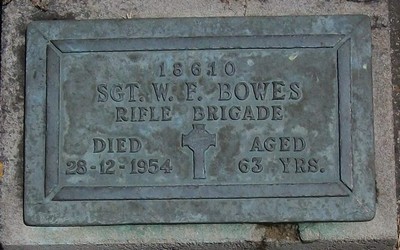 18610
SGT. W. F. BOWES
RIFLE BRIGADE
DIED AGED
28-12-1954 63 YRS.